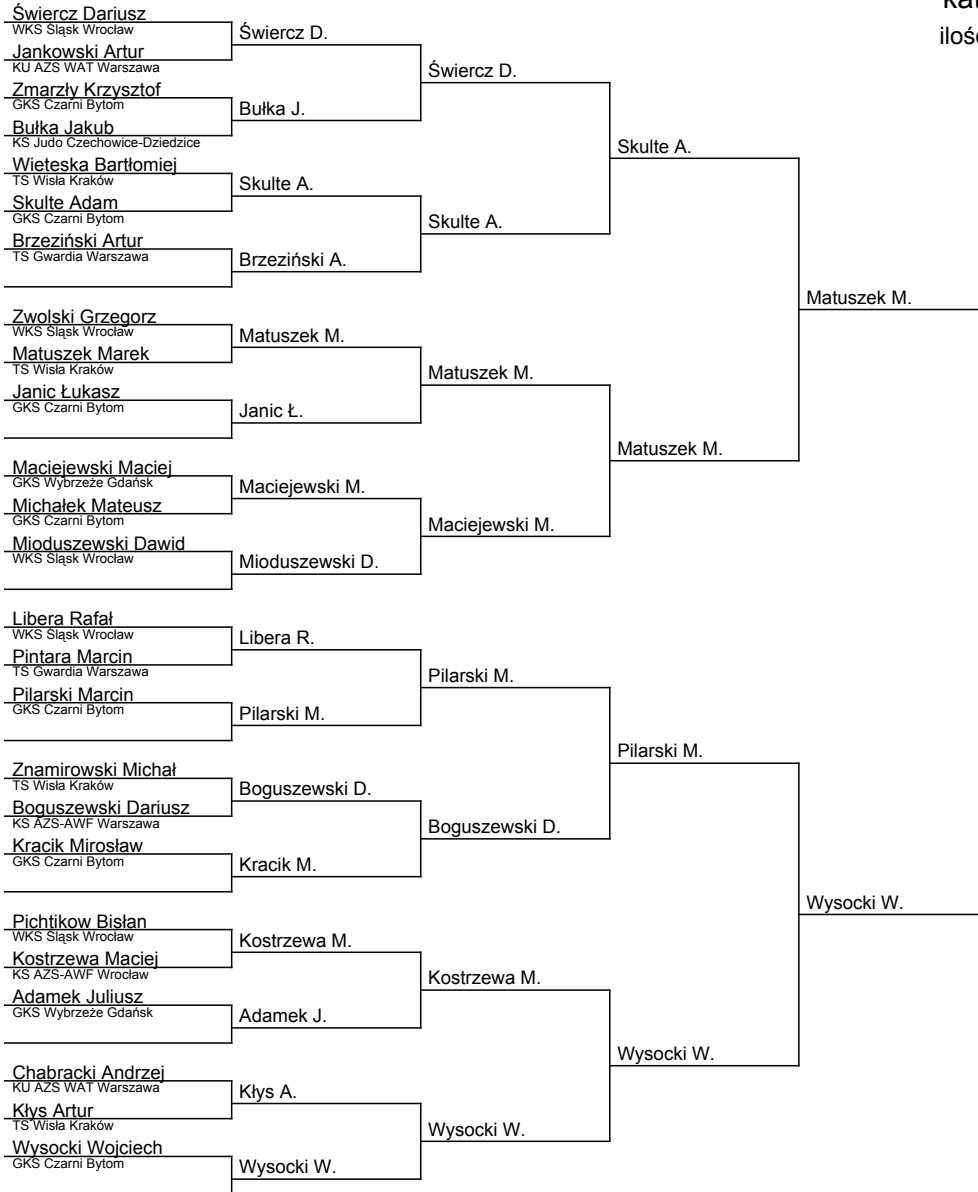 kat
ilość
Świercz Dariusz
WKS Śląsk Wrocław
Jankowski Artur
KU AZS WAT Warszawa
Zmarzły Krzysztof
GKS Czarni Bytom
Bułka Jakub
KS Judo Czechowice-Dziedzice
Wieteska Bartłomiej
TS Wisła Kraków
Skulte Adam
GKS Czarni Bytom
Brzeziński Artur
TS Gwardia Warszawa
Zwolski Grzegorz
WKS Śląsk Wrocław
Matuszek Marek
TS Wisła Kraków
Janic Łukasz
GKS Czarni Bytom
Maciejewski Maciej
GKS Wybrzeże Gdańsk
Michałek Mateusz
GKS Czarni Bytom
Mioduszewski Dawid
WKS Śląsk Wrocław
Libera Rafał
WKS Śląsk Wrocław
Pintara Marcin
TS Gwardia Warszawa
Pilarski Marcin
GKS Czarni Bytom
Znamirowski Michał
TS Wisła Kraków
Boguszewski Dariusz
KS AZS-AWF Warszawa
Kracik Mirosław
GKS Czarni Bytom
Pichtikow Bisłan
WKS Śląsk Wrocław
Kostrzewa Maciej
KS AZS-AWF Wrocław
Adamek Juliusz
GKS Wybrzeże Gdańsk
Chabracki Andrzej
KU AZS WAT Warszawa
Kłys Artur
TS Wisła Kraków
Wysocki Wojciech
GKS Czarni Bytom
Świercz D.
Bułka J.
Skulte A.
Brzeziński A.
Matuszek M.
Janic Ł.
Maciejewski M.
Mioduszewski D.
Libera R.
Pilarski M.
Boguszewski D.
Kracik M.
Kostrzewa M.
Adamek J.
Kłys A.
Wysocki W.
Świercz D.
Skulte A.
Matuszek M.
Maciejewski M.
Pilarski M.
Boguszewski D.
Kostrzewa M.
Wysocki W.
Skulte A.
Matuszek M.
Pilarski M.
Wysocki W.
Matuszek M.
Wysocki W.